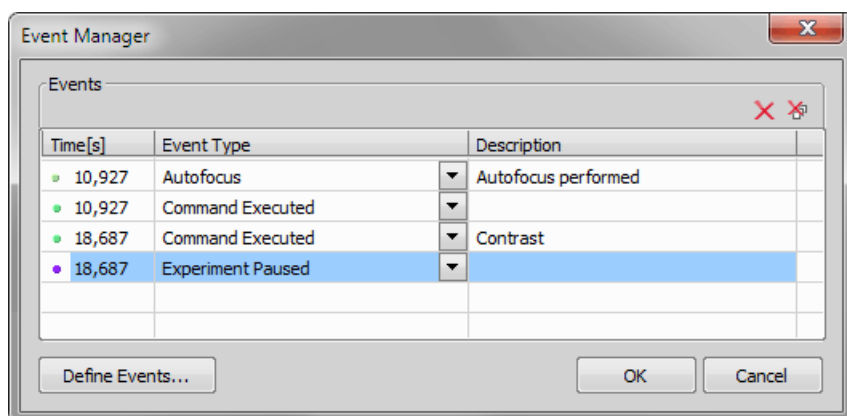 Event Manager
Events
Time[s] Event Type Description
10,927 Autofocus Autofocus performed
10,927 Command Executed
18,687 Command Executed Contrast
18,687 Experiment Paused
Define Events... OK Cancel